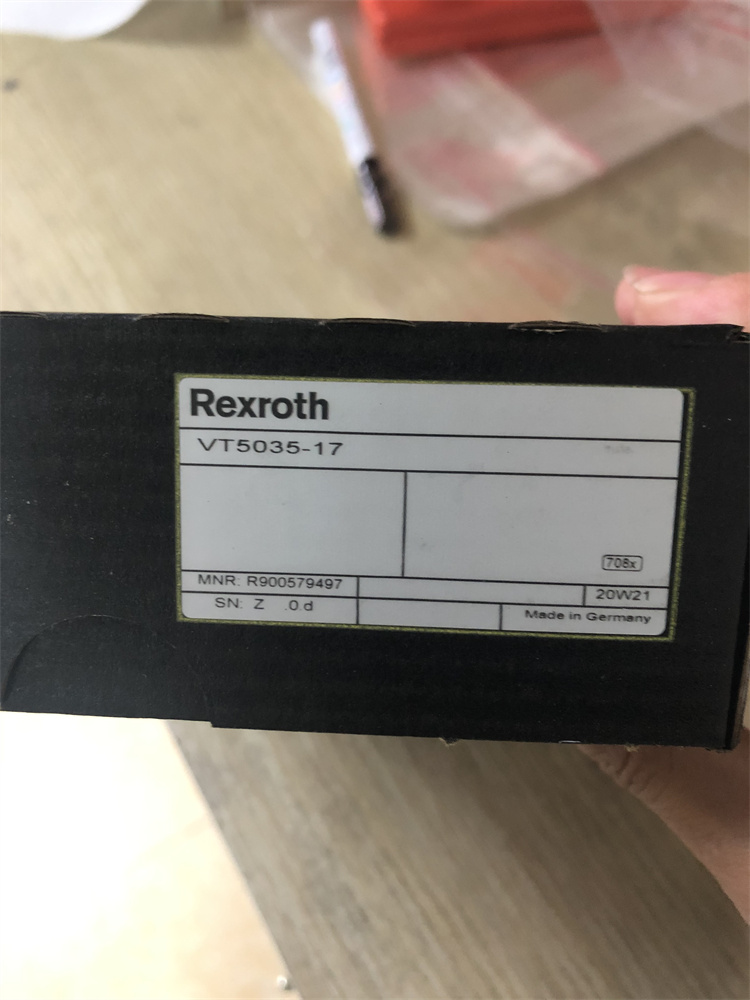 Rexroth
VT5035-17
708x
MNR: R900579497
20W21
SN: Z .0.d
Made in Germany